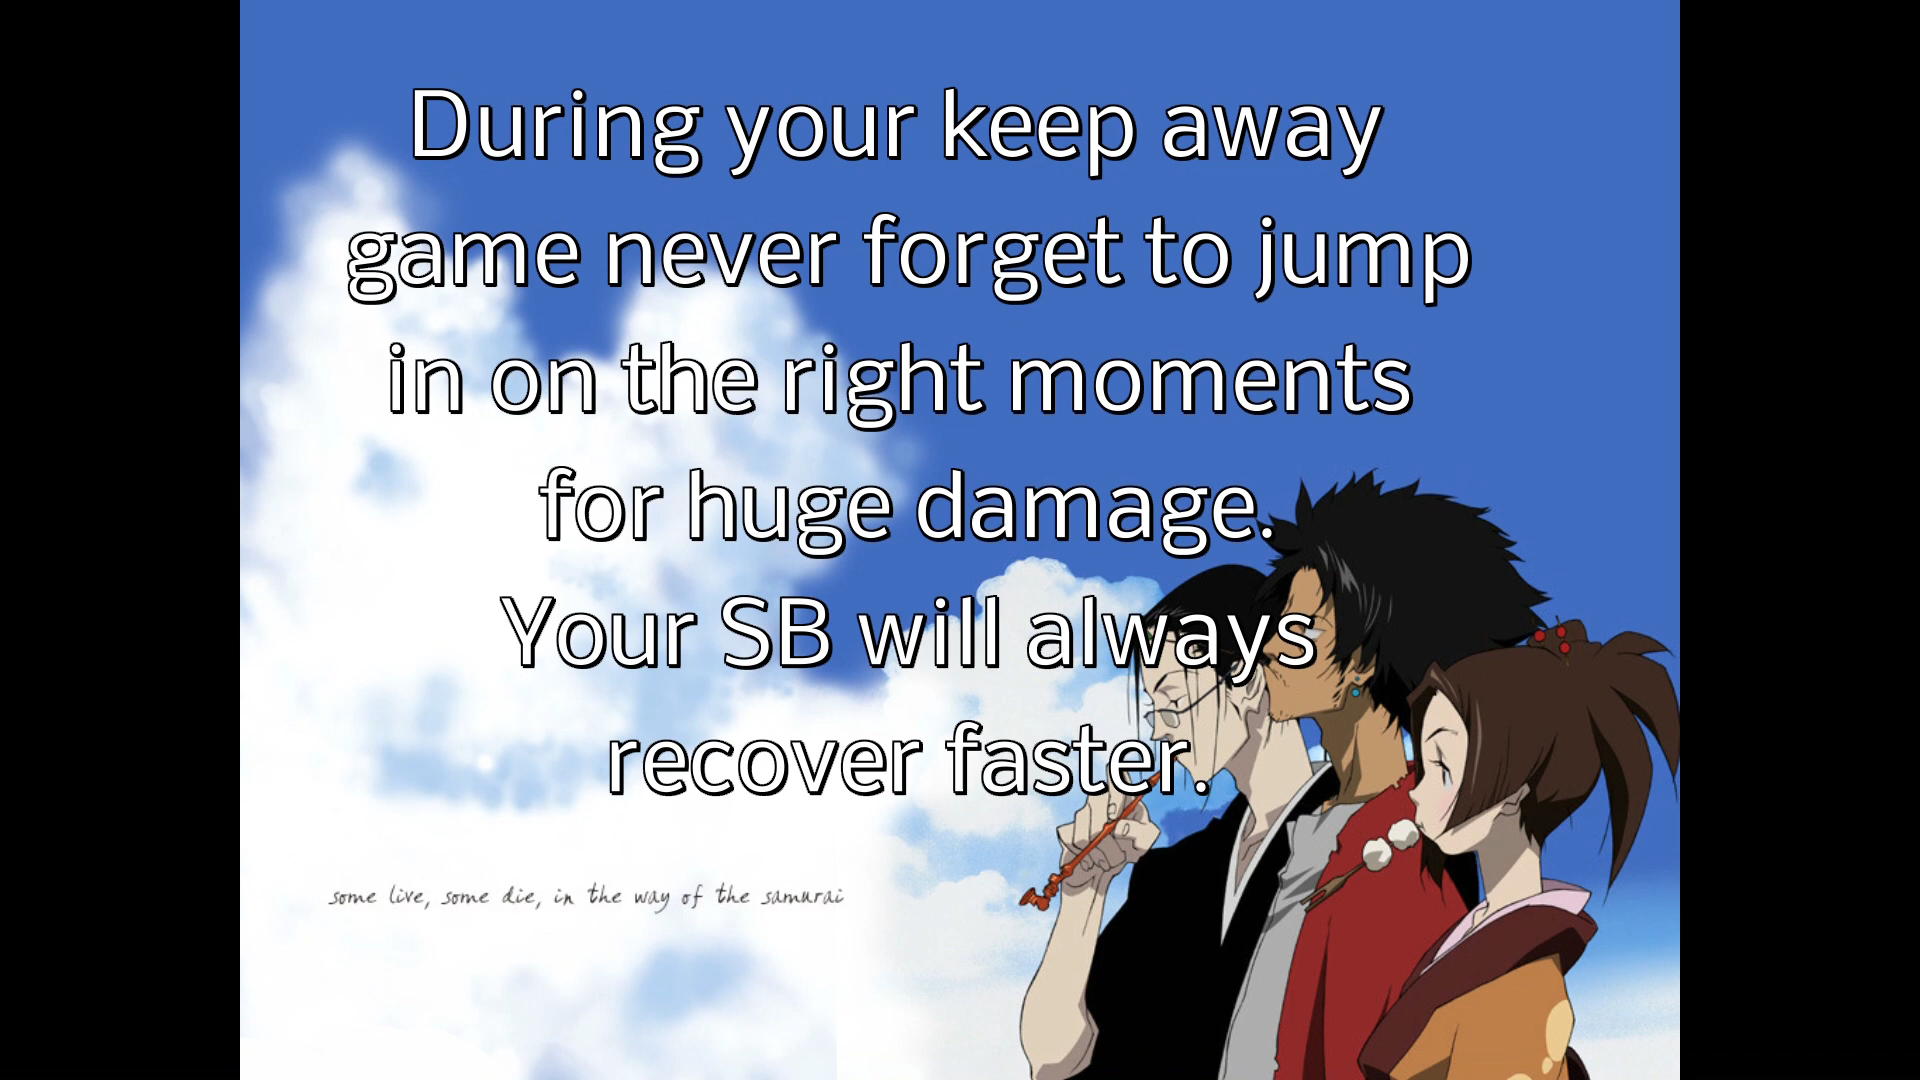 During your keep away
game never forget to jump
in on the right moments
for huge damage.
Your SB will always
recover faster.
some live, some die, in the way of the samurai